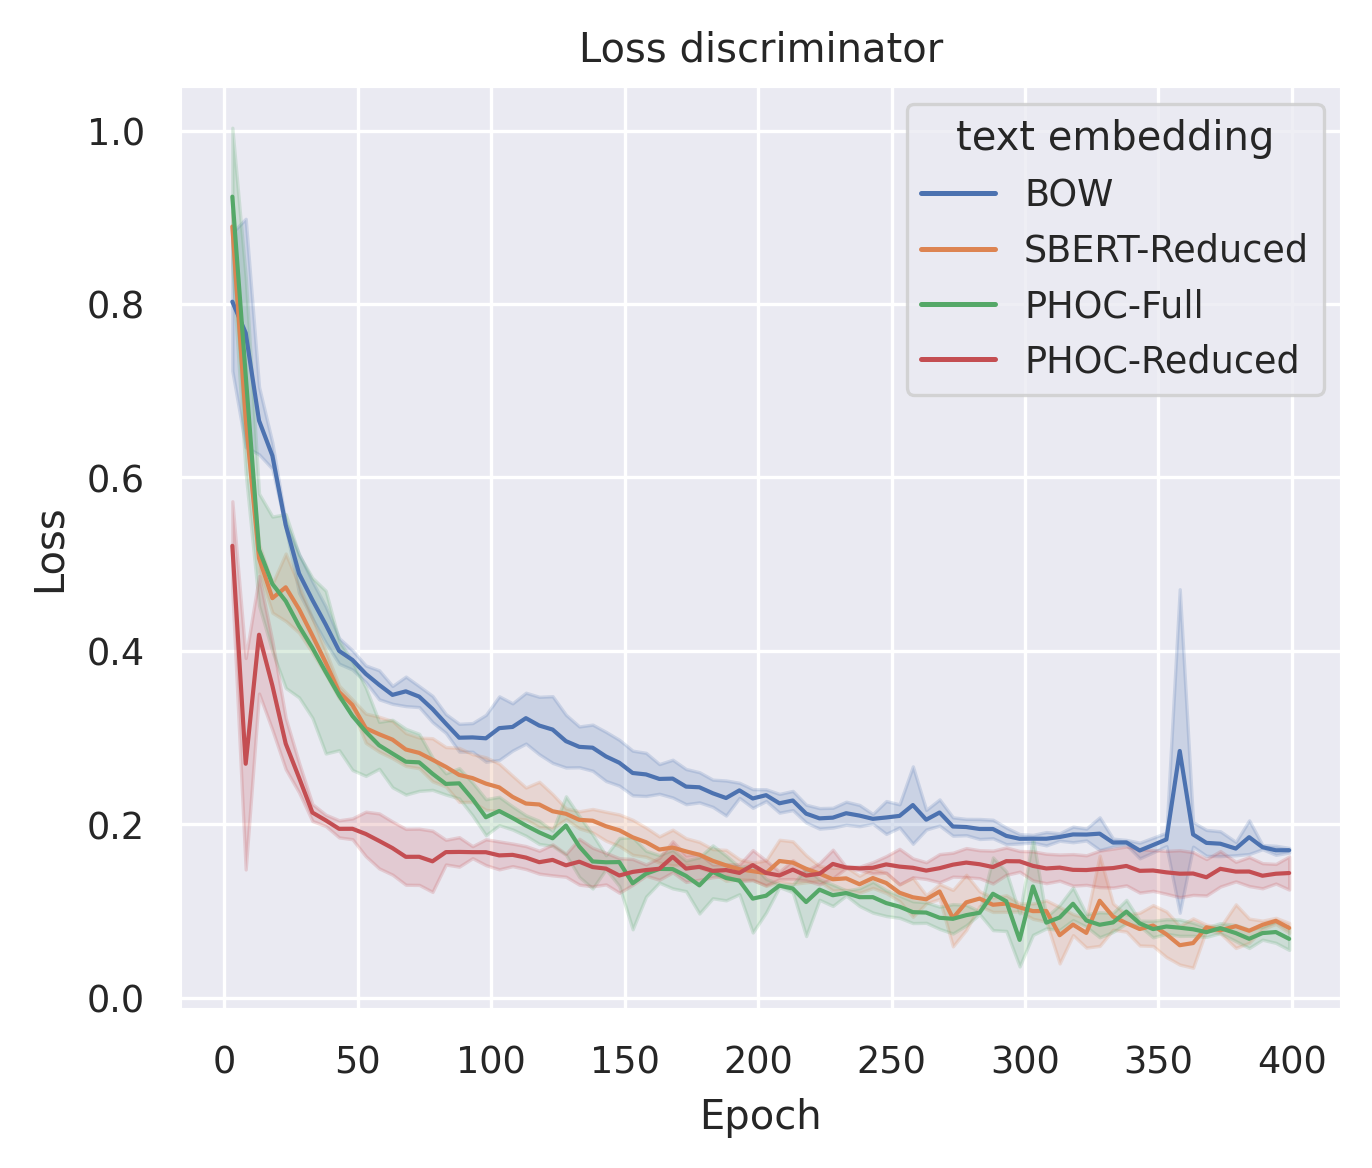 Loss discriminator
text embedding
BOW
SBERT-Reduced
PHOC-Full
PHOC-Reduced
Loss
1.0
0.8
0.6
0.4
0.2
0.0
0 50 100 150 200 250 300 350 400
Epoch